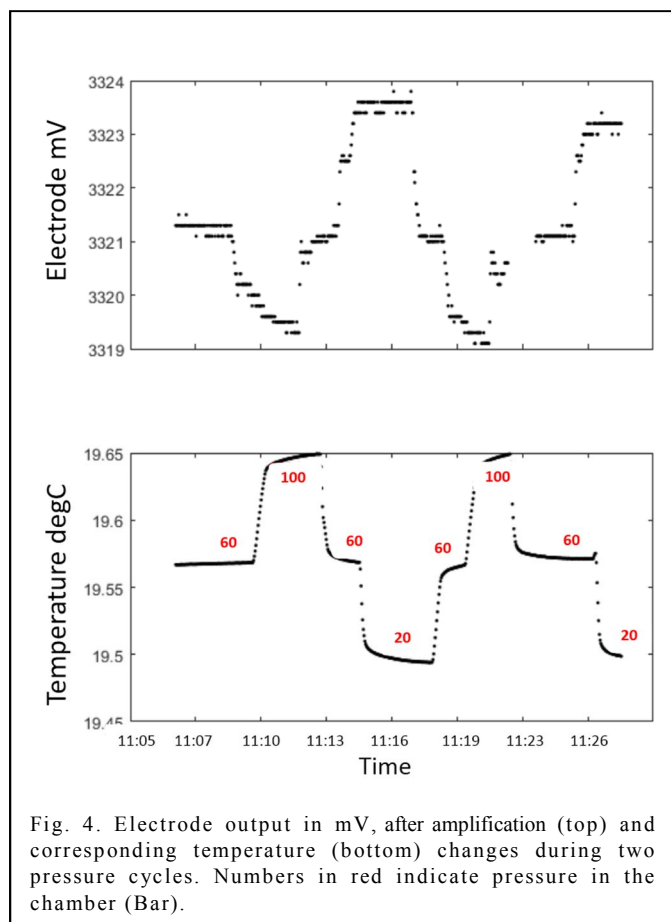 3324
3323
3322
3321
3320
3319
Electrode mV
19.65
19.6
19.55
19.5
19.45
Temperature degC
60
100
60
20
60
100
60
20
11:05 11:07 11:10 11:13 11:16 11:19 11:23 11:26
Time
Fig. 4. Electrode output in mV, after amplification (top) and
corresponding temperature (bottom) changes during two
pressure cycles. Numbers in red indicate pressure in the
chamber (Bar).